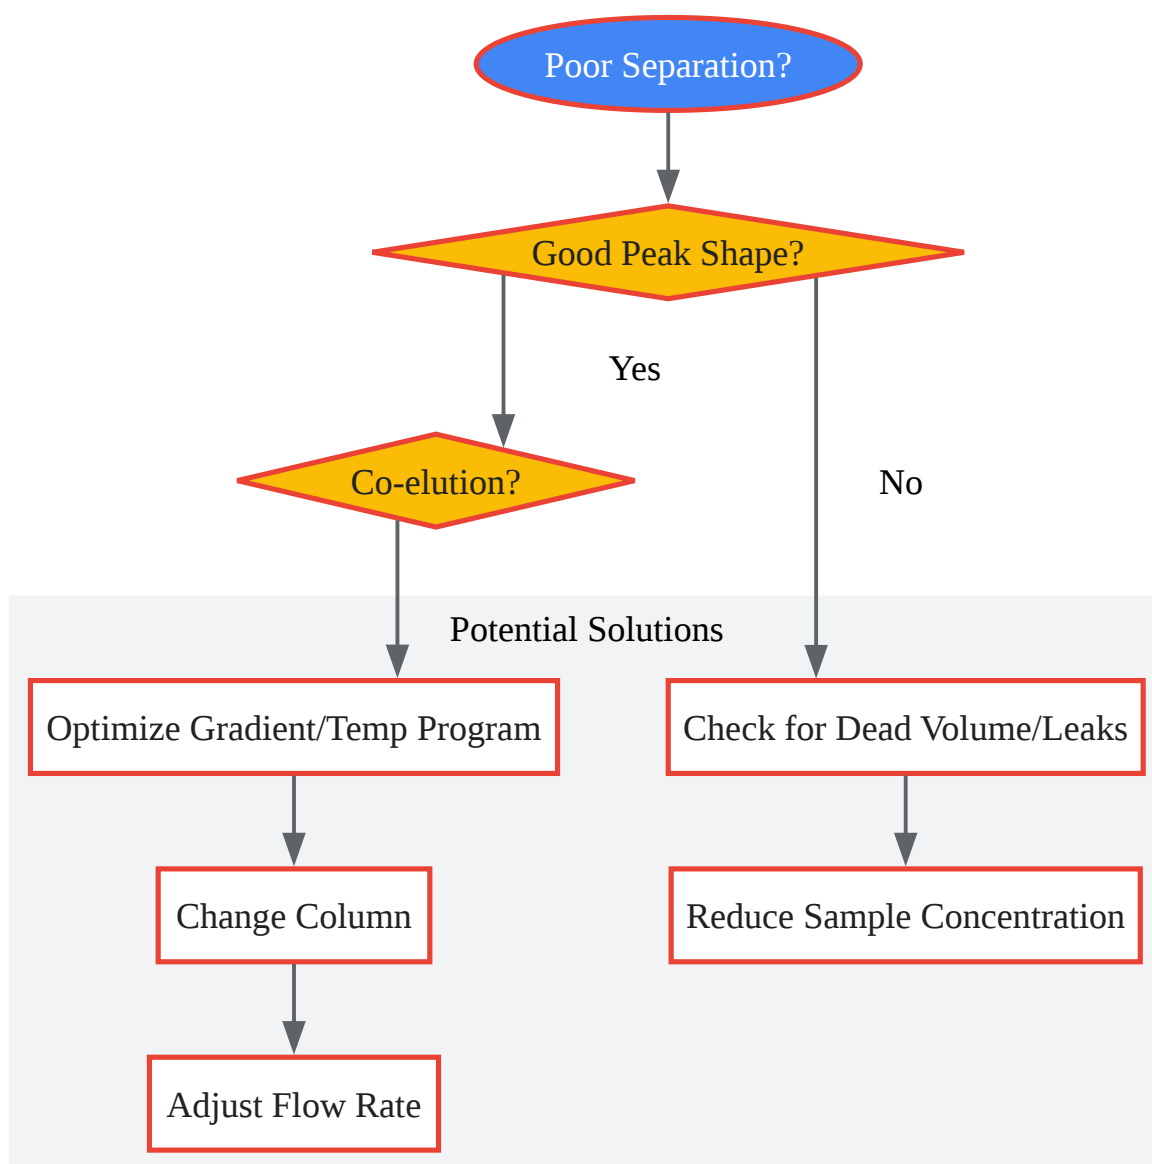 Poor Separation?
Good Peak Shape?
Yes
Co-elution?
No
Potential Solutions
Optimize Gradient/Temp Program
Check for Dead Volume/Leaks
Change Column
Reduce Sample Concentration
Adjust Flow Rate